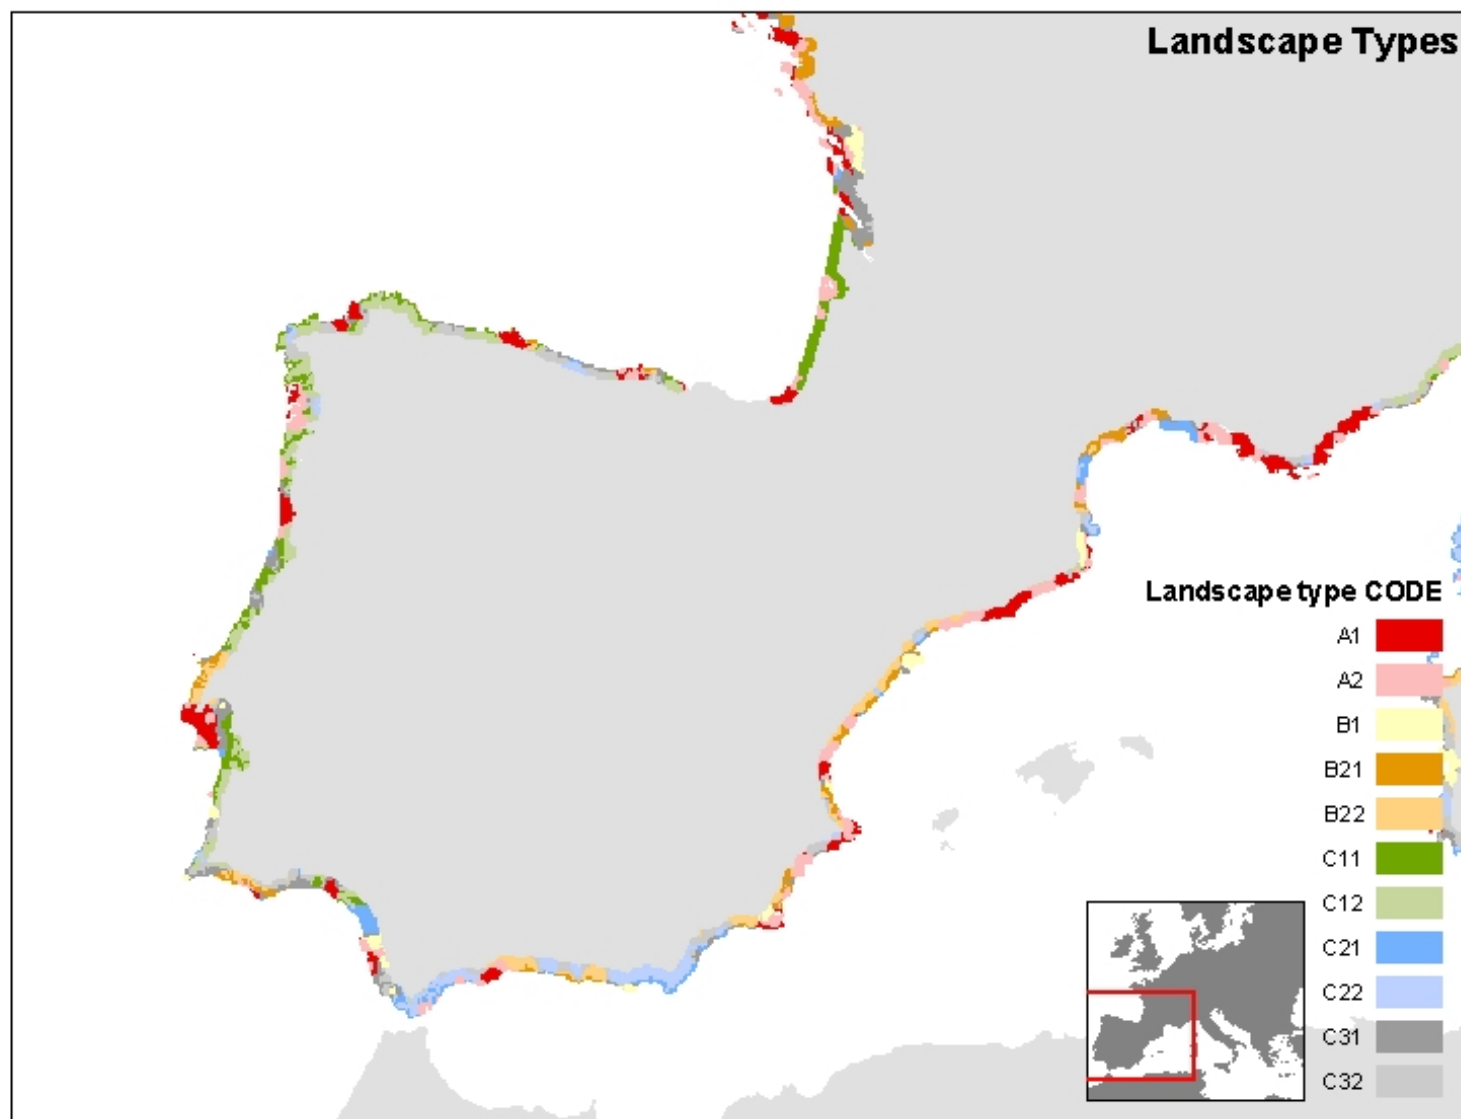 Landscape Types
Landscape type CODE
A1
A2
B1
B21
B22
C11
C12
C21
C22
C31
C32